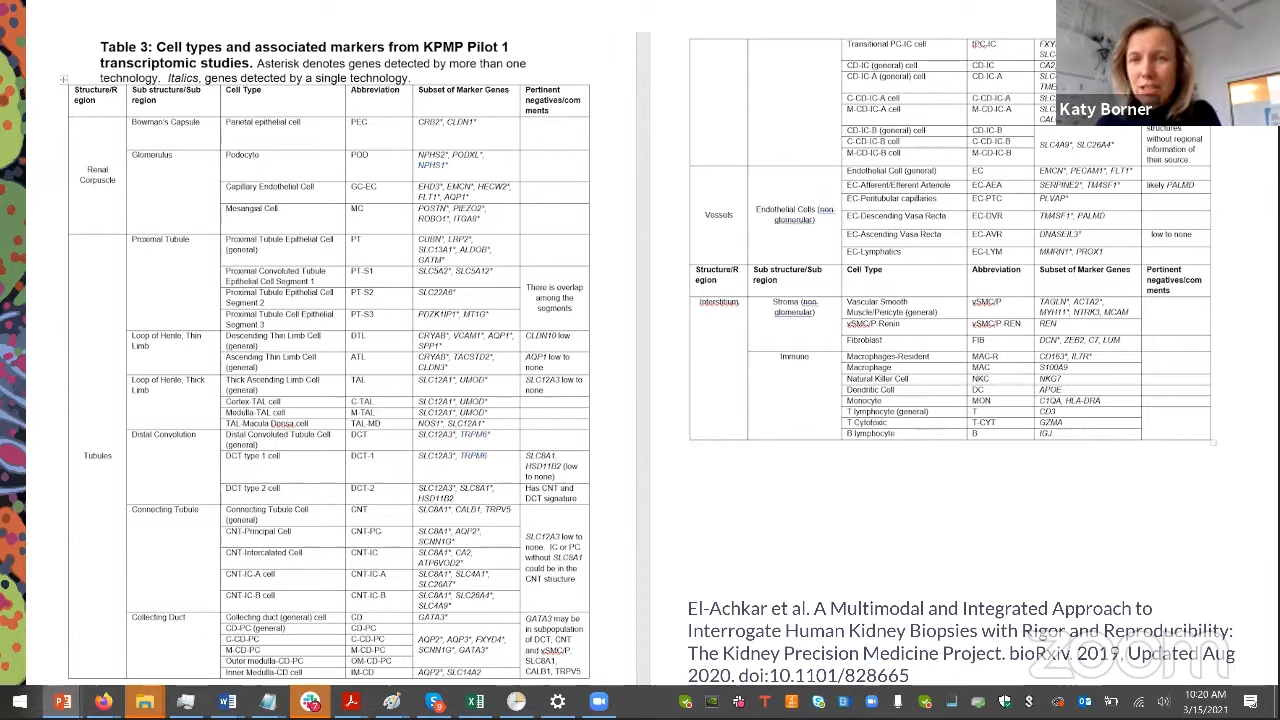 Table 3: Cell types and associated markers from KPMP Pilot 1
transcriptomic studies. Asterisk denotes genes detected by more than one
technology. Italics, genes detected by a single technology.
Structure/R
egion
Sub structure/Sub
region
Cell Type
Abbreviation
Subset of Marker Genes
Pertinent
negatives/com
ments
Renal
Corpuscle
Bowman's Capsule
Parietal epithelial cell
PEC
CRB2*, CLDN1*
Glomerulus
Podocyte
POD
NPHS2*, PODXL*,
NPHS1*
Capillary Endothelial Cell
GC-EC
EHD3*, EMCN*, HECW2*,
FLT1*, AQP1*
Mesangial Cell
MC
POSTN*, PIEZO2*,
ROBO1*, ITGA8*
Tubules
Proximal Tubule
Proximal Tubule Epithelial Cell
(general)
PT
CUBN*, LRP2*,
SLC13A1*, ALDOB*,
GATM*
Proximal Convoluted Tubule
Epithelial Cell Segment 1
PT-S1
SLC5A2*, SLC5A12*
There is overlap
among the
segments
Proximal Tubule Epithelial Cell
Segment 2
PT-S2
SLC22A6*
Proximal Tubule Cell Epithelial
Segment 3
PT-S3
PDZK1IP1*, MT1G*
Loop of Henle, Thin
Limb
Descending Thin Limb Cell
(general)
DTL
CRYAB*, VCAM1*, AQP1*,
SPP1*
CLDN10 low
Ascending Thin Limb Cell
(general)
ATL
CRYAB*, TACSTD2*,
CLDN3*
AQP1 low to
none
Loop of Henle, Thick
Limb
Thick Ascending Limb Cell
(general)
TAL
SLC12A1*, UMOD*
SLC12A3 low to
none
Cortex-TAL cell
C-TAL
SLC12A1*, UMOD*
Medulla-TAL cell
M-TAL
SLC12A1*, UMOD*
TAL-Macula Densa cell
TAL-MD
NOS1*, SLC12A1*
Distal Convolution
Distal Convoluted Tubule Cell
(general)
DCT
SLC12A3*, TRPM6*
DCT type 1 cell
DCT-1
SLC12A3*, TRPM6
SLC8A1,
HSD11B2 (low
to none)
DCT type 2 cell
DCT-2
SLC12A3*, SLC8A1*,
HSD11B2
Has CNT and
DCT signature
Connecting Tubule
Connecting Tubule Cell
(general)
CNT
SLC8A1*, CALB1, TRPV5
SLC12A3 low to
none. IC or PC
without SLC8A1
could be in the
CNT structure
CNT-Principal Cell
CNT-PC
SLC8A1*, AQP2*,
SCNN1G*
CNT-Intercalated Cell
CNT-IC
SLC8A1*, CA2,
ATP6VOD2*
CNT-IC-A cell
CNT-IC-A
SLC8A1*, SLC4A1*,
SLC26A7*
CNT-IC-B cell
CNT-IC-B
SLC8A1*, SLC26A4*,
SLC4A9*
Collecting Duct
Collecting duct (general) cell
CD
GATA3*
GATA3 may be
in subpopulation
of DCT, CNT
and vSMC/P.
SLC8A1,
CALB1, TRPV5
CD-PC (general)
CD-PC
C-CD-PC
C-CD-PC
AQP2*, AQP3*, FXYD4*,
SCNN1G*, GATA3*
M-CD-PC
M-CD-PC
Outer medulla-CD-PC
OM-CD-PC
Inner Medulla-CD cell
IM-CD
AQP2*, SLC14A2
Transitional PC-IC cell
tPC-IC
CD-IC (general) cell
CD-IC
CD-IC-A (general) cell
CD-IC-A
C-CD-IC-A cell
C-CD-IC-A
M-CD-IC-A cell
M-CD-IC-A
CD-IC-B (general) cell
CD-IC-B
C-CD-IC-B cell
C-CD-IC-B
M-CD-IC-B cell
M-CD-IC-B
SLC4A9*, SLC26A4*
structures
without regional
information of
their source.
Vessels
Endothelial Cells (non-
glomerular)
Endothelial Cell (general)
EC
EMCN*, PECAM1*, FLT1*
EC-Afferent/Efferent Arteriole
EC-AEA
SERPINE2*, TM4SF1*
likely PALMD
EC-Peritubular capillaries
EC-PTC
PLVAP*
EC-Descending Vasa Recta
EC-DVR
TM4SF1*, PALMD
EC-Ascending Vasa Recta
EC-AVR
DNASEIL3*
low to none
EC-Lymphatics
EC-LYM
MMRN1*, PROX1
Structure/R
egion
Sub structure/Sub
region
Cell Type
Abbreviation
Subset of Marker Genes
Pertinent
negatives/com
ments
Interstitium
Stroma (non-
glomerular)
Vascular Smooth
Muscle/Pericyte (general)
vSMC/P
TAGLN*, ACTA2*,
MYH11*, NTRK3, MCAM
vSMC/P-Renin
vSMC/P-REN
REN
Fibroblast
FIB
DCN*, ZEB2, C7, LUM
Immune
Macrophages-Resident
MAC-R
CD163*, IL7R*
Macrophage
MAC
S100A9
Natural Killer Cell
NKC
NKG7
Dendritic Cell
DC
APOE
Monocyte
MON
C1QA, HLA-DRA
T lymphocyte (general)
T
CD3
T Cytotoxic
T-CYT
GZMA
B lymphocyte
B
IGJ
El-Achkar et al. A Multimodal and Integrated Approach to
Interrogate Human Kidney Biopsies with Rigor and Reproducibility:
The Kidney Precision Medicine Project. bioRxiv. 2019. Updated Aug
2020. doi:10.1101/828665
Katy Borner
zoom
10:20 AM
3/15/2021